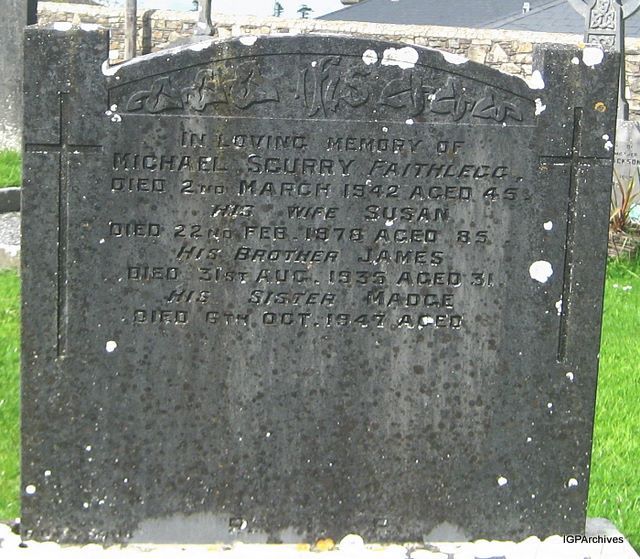 IHS
IN LOVING MEMORY OF
MICHAEL SCURRY FAITHLEGG.
DIED 2ND MARCH 1942 AGED 45.
HIS WIFE SUSAN
DIED 22ND FEB. 1978 AGED 85
HIS BROTHER JAMES
DIED 31ST AUG. 1935 AGED 31.
HIS SISTER MADGE
DIED 6TH OCT. 1947. AGED
IGPArchives